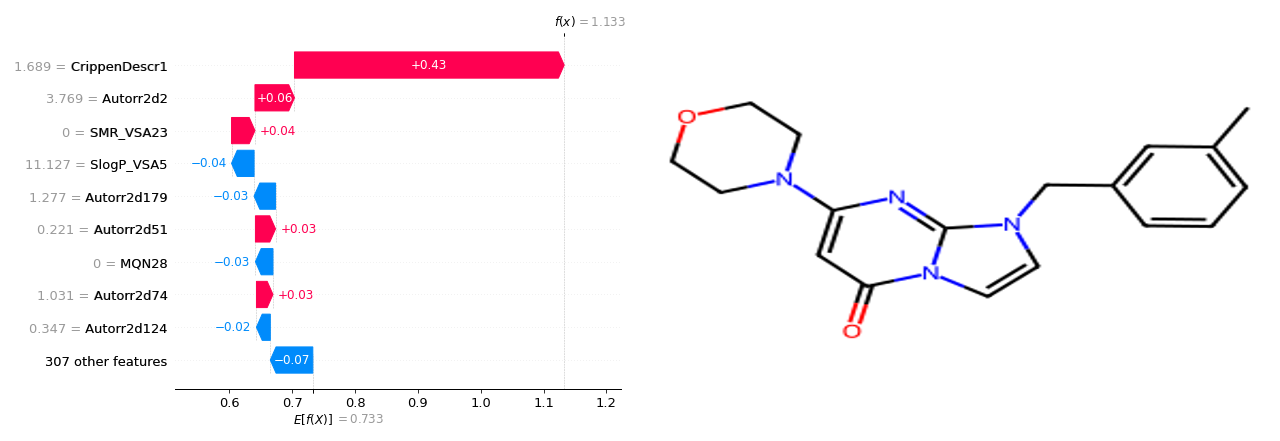 f(x) = 1.133
1.689 = CrippenDescr1
+0.43
3.769 = Autorr2d2
+0.06
0 = SMR_VSA23
+0.04
11.127 = SlogP_VSA5
−0.04
1.277 = Autorr2d179
−0.03
0.221 = Autorr2d51
+0.03
0 = MQN28
−0.03
1.031 = Autorr2d74
+0.03
0.347 = Autorr2d124
−0.02
307 other features
−0.07
0.6 0.7 0.8 0.9 1.0 1.1 1.2
E[f(X)] = 0.733
O
N
N
N
N
O